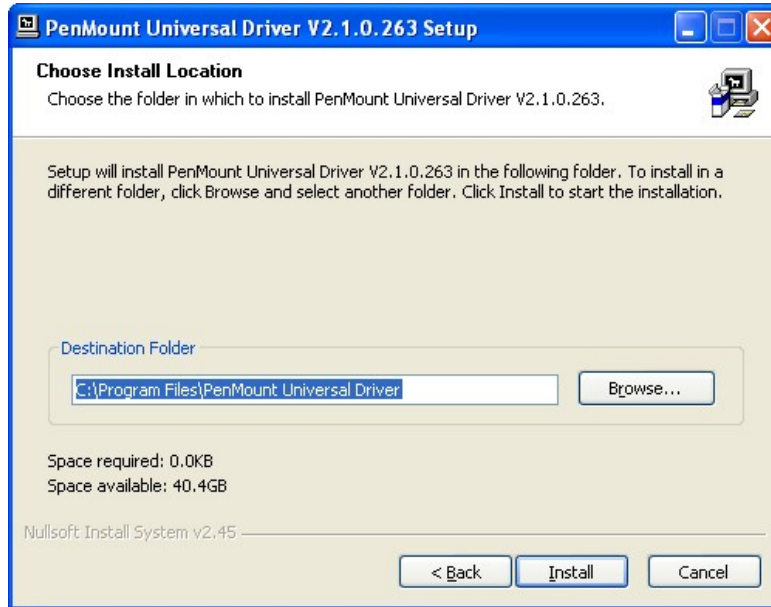 PenMount Universal Driver V2.1.0.263 Setup
Choose Install Location
Choose the folder in which to install PenMount Universal Driver V2.1.0.263.
Setup will install PenMount Universal Driver V2.1.0.263 in the following folder. To install in a
different folder, click Browse and select another folder. Click Install to start the installation.
Destination Folder
C:\Program Files\PenMount Universal Driver
Browse...
Space required: 0.0KB
Space available: 40.4GB
Nullsoft Install System v2.45
< Back
Install
Cancel